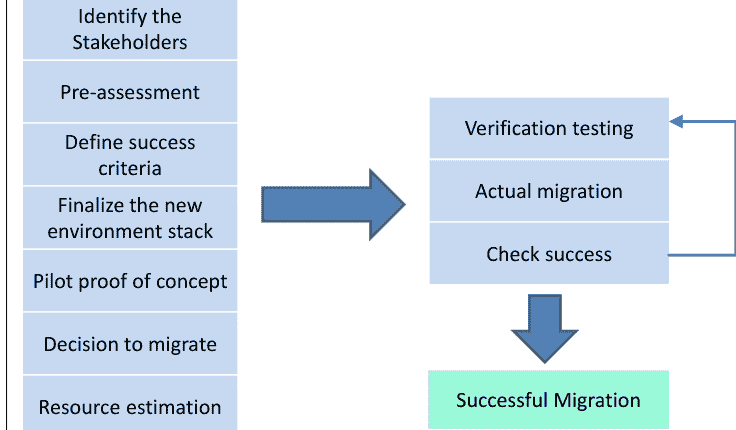 Identify the
Stakeholders
Pre-assessment
Define success
criteria
Finalize the new
environment stack
Pilot proof of concept
Decision to migrate
Resource estimation
Verification testing
Actual migration
Check success
Successful Migration